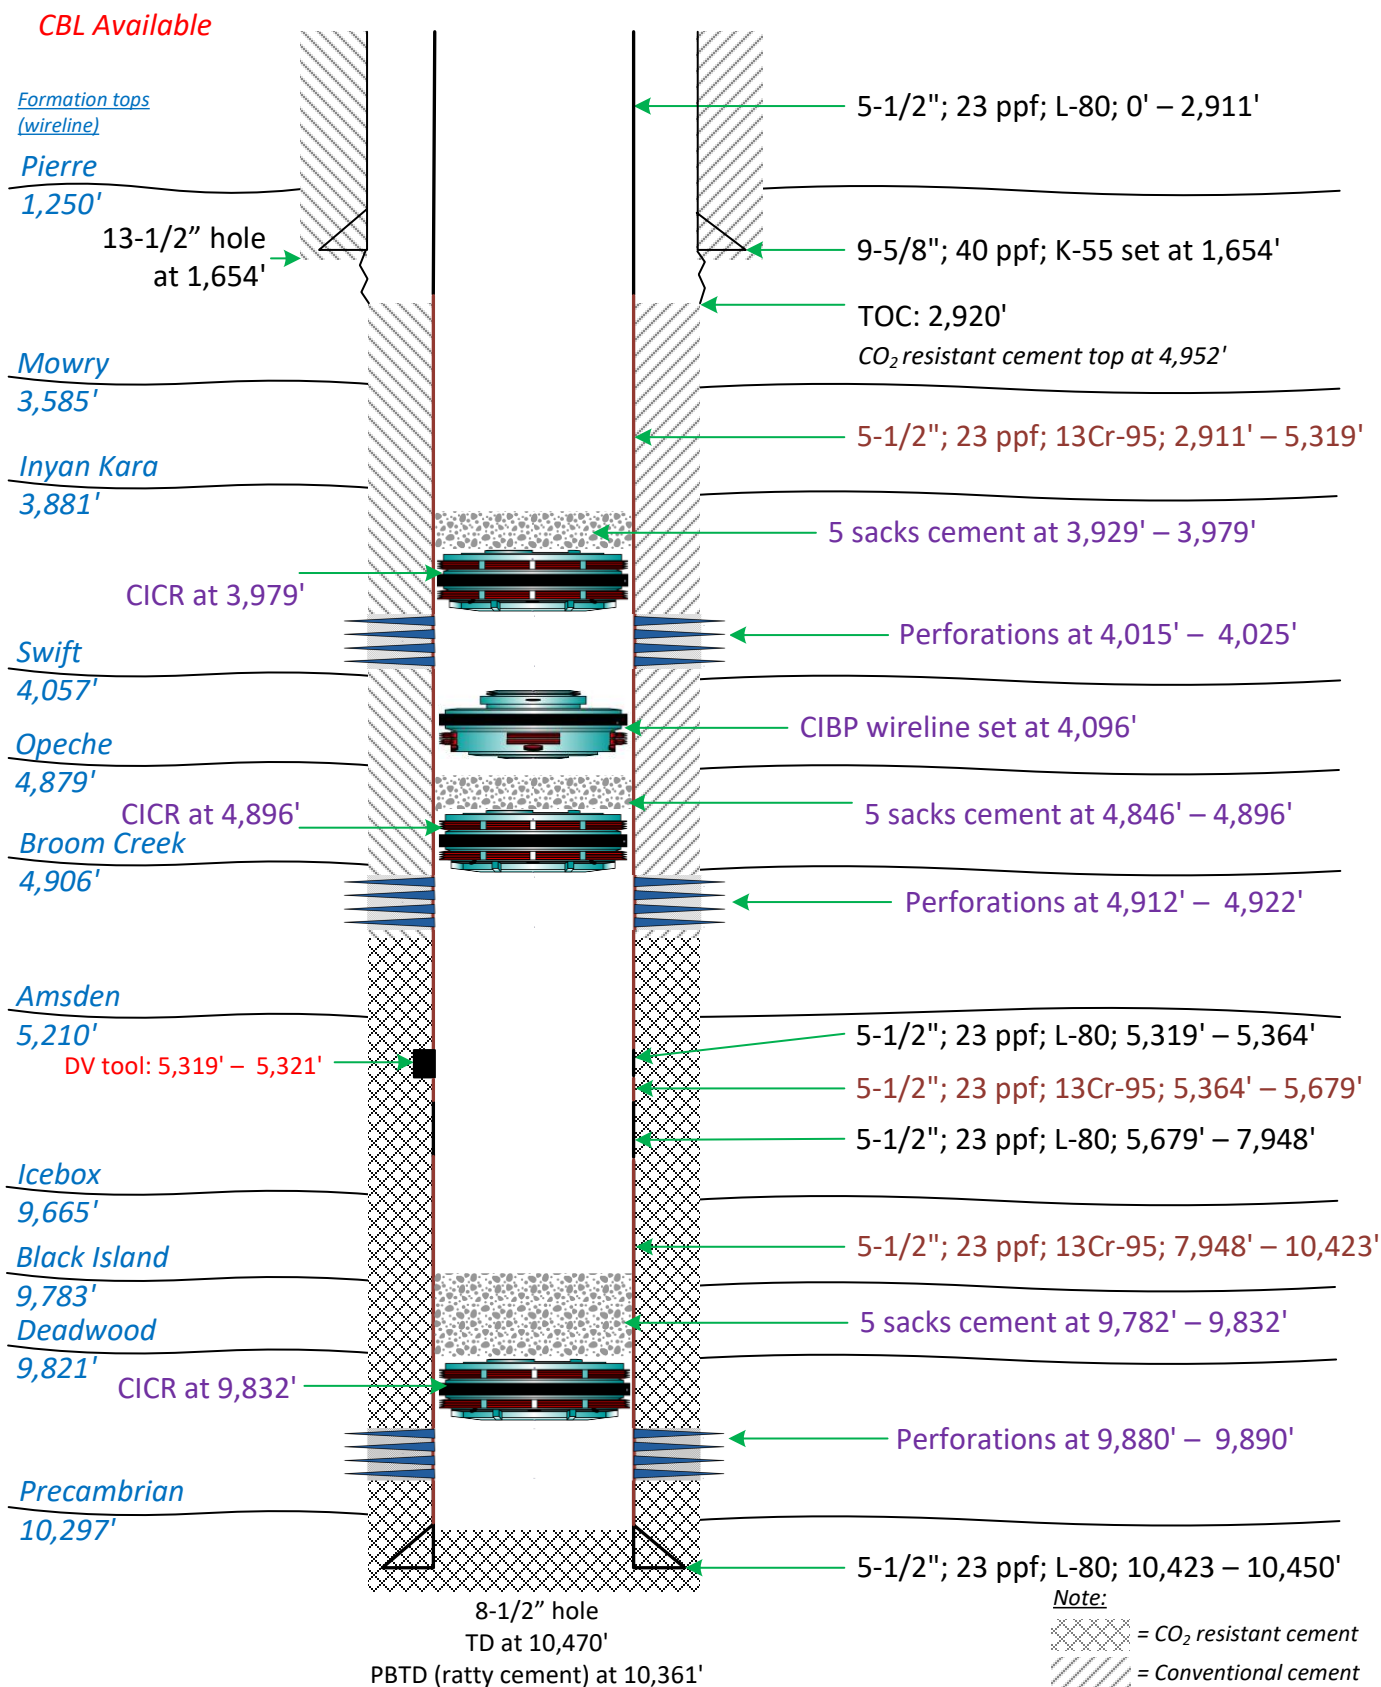 CBL Available
Formation tops
(wireline)
5-1/2"; 23 ppf; L-80; 0' – 2,911'
Pierre
1,250'
13-1/2” hole
at 1,654'
9-5/8"; 40 ppf; K-55 set at 1,654'
TOC: 2,920'
CO2 resistant cement top at 4,952'
Mowry
3,585'
5-1/2"; 23 ppf; 13Cr-95; 2,911' – 5,319'
Inyan Kara
3,881'
5 sacks cement at 3,929' – 3,979'
CICR at 3,979'
Perforations at 4,015' – 4,025'
Swift
4,057'
CIBP wireline set at 4,096'
Opeche
4,879'
CICR at 4,896'
5 sacks cement at 4,846' – 4,896'
Broom Creek
4,906'
Perforations at 4,912' – 4,922'
Amsden
5,210'
5-1/2"; 23 ppf; L-80; 5,319' – 5,364'
DV tool: 5,319' – 5,321'
5-1/2"; 23 ppf; 13Cr-95; 5,364' – 5,679'
5-1/2"; 23 ppf; L-80; 5,679' – 7,948'
Icebox
9,665'
5-1/2"; 23 ppf; 13Cr-95; 7,948' – 10,423'
Black Island
9,783'
5 sacks cement at 9,782' – 9,832'
Deadwood
9,821'
CICR at 9,832'
Perforations at 9,880' – 9,890'
Precambrian
10,297'
5-1/2"; 23 ppf; L-80; 10,423 – 10,450'
8-1/2” hole
TD at 10,470'
PBTD (ratty cement) at 10,361'
Note:
= CO2 resistant cement
= Conventional cement